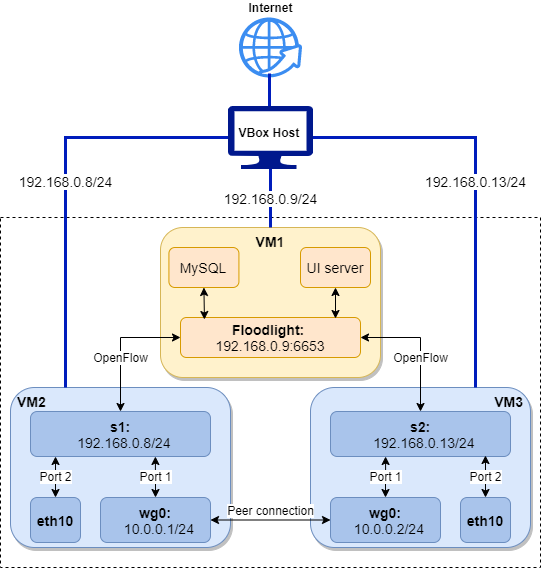 Internet
VBox Host
192.168.0.8/24
192.168.0.9/24
192.168.0.13/24
VM1
MySQL
UI server
Floodlight:
192.168.0.9:6653
OpenFlow
OpenFlow
VM2
s1:
192.168.0.8/24
Port 2
Port 1
eth10
wg0:
10.0.0.1/24
Peer connection
VM3
s2:
192.168.0.13/24
Port 1
Port 2
wg0:
10.0.0.2/24
eth10